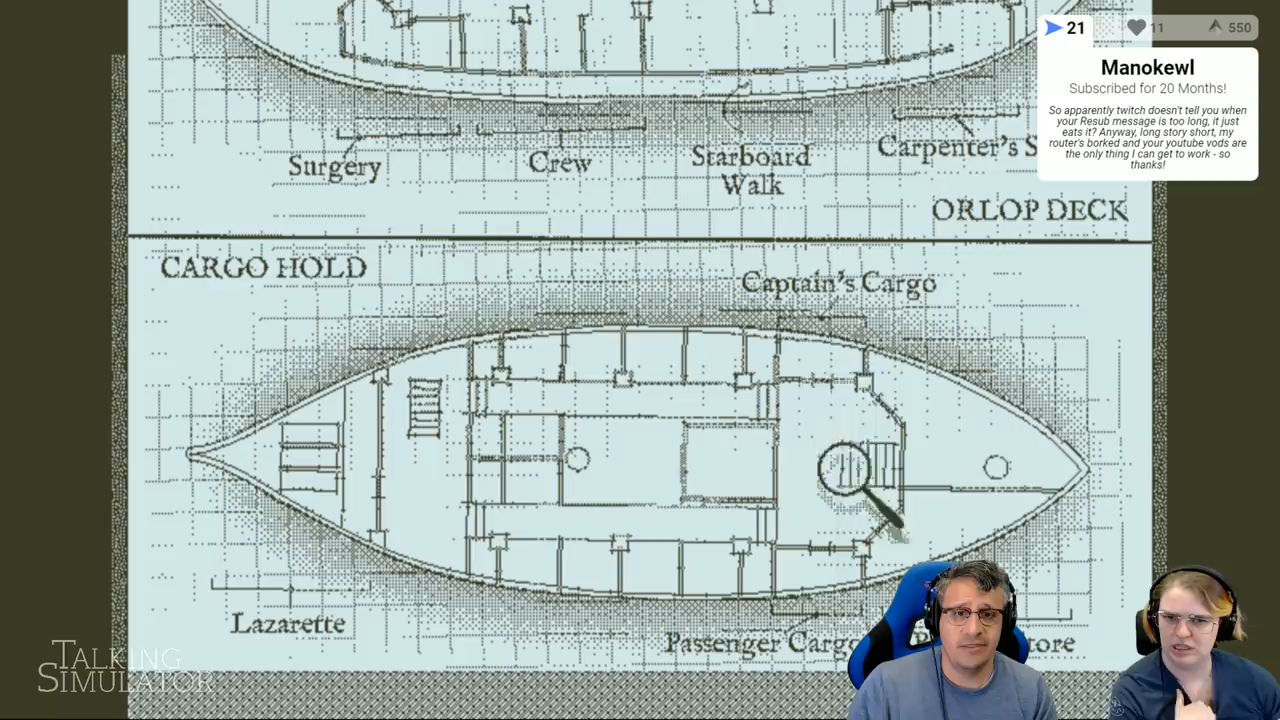 21 11 550
Manokewl
Subscribed for 20 Months!
So apparently twitch doesn't tell you when
your Resub message is too long, it just
eats it? Anyway, long story short, my
router's borked and your youtube vods are
the only thing I can get to work - so
thanks!
Surgery
Crew
Starboard
Walk
Carpenter's S
ORLOP DECK
CARGO HOLD
Captain's Cargo
Lazarette
Passenger Cargo
tore
TALKING
SIMULATOR